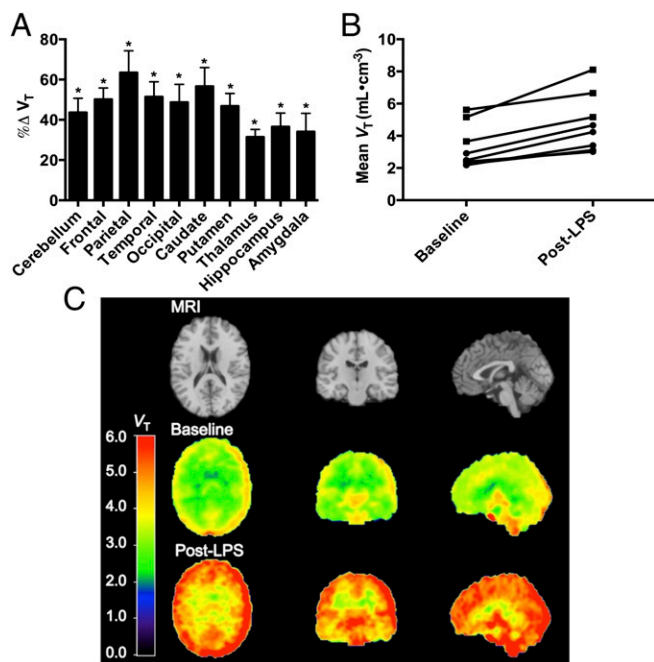 A
%Δ VT
80
60
40
20
0
*
*
*
*
*
*
*
*
*
*
Cerebellum
Frontal
Parietal
Temporal
Occipital
Caudate
Putamen
Thalamus
Hippocampus
Amygdala
B
Mean VT (mL•cm-3)
10
8
6
4
2
0
Baseline
Post-LPS
C
MRI
VT
6.0
5.0
4.0
3.0
2.0
1.0
0.0
Baseline
Post-LPS